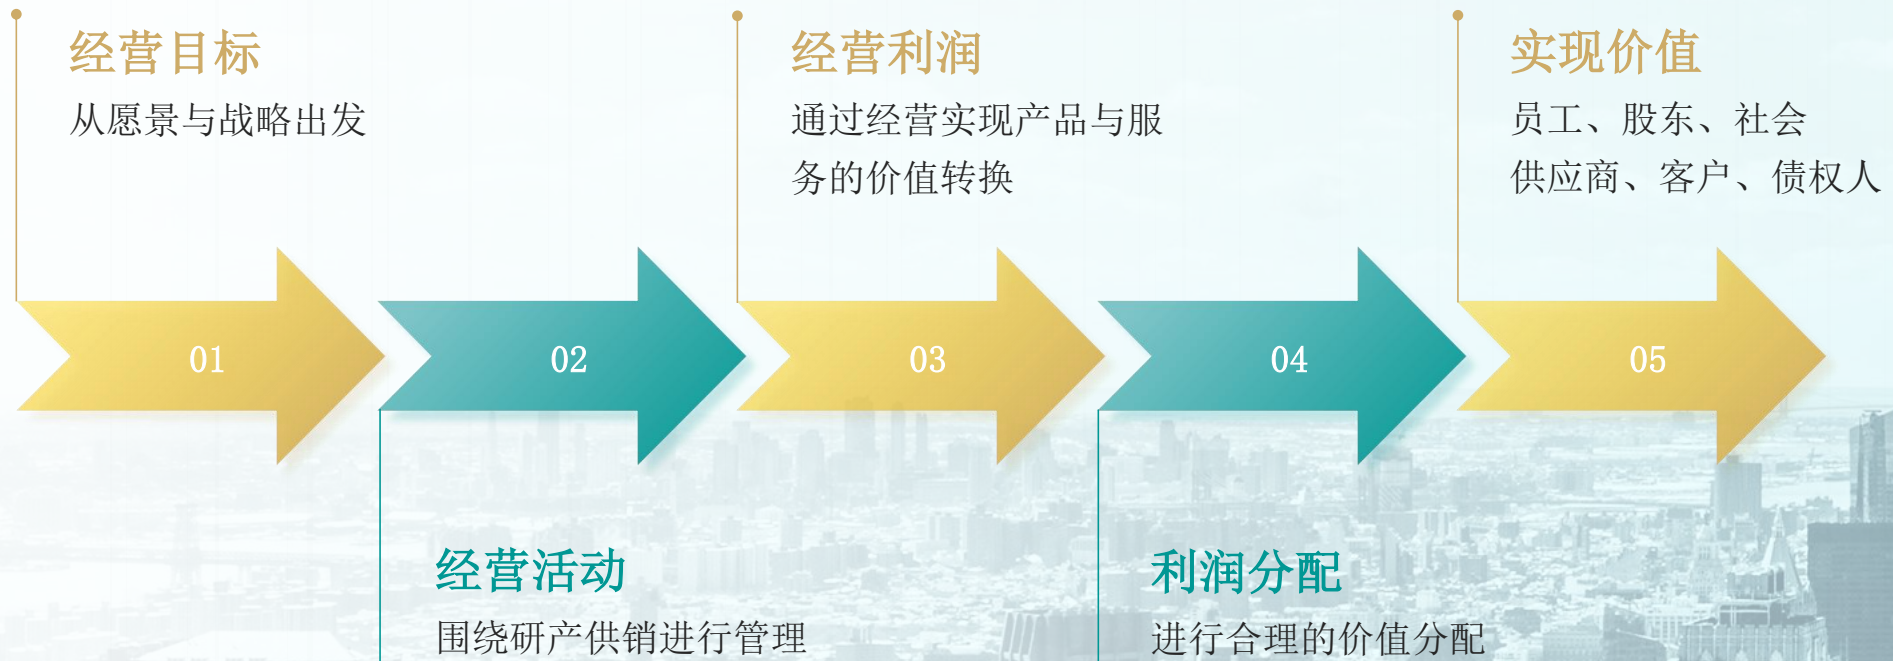 经营目标
从愿景与战略出发
经营利润
通过经营实现产品与服
务的价值转换
实现价值
员工、股东、社会
供应商、客户、债权人
01
02
03
04
05
经营活动
围绕研产供销进行管理
利润分配
进行合理的价值分配